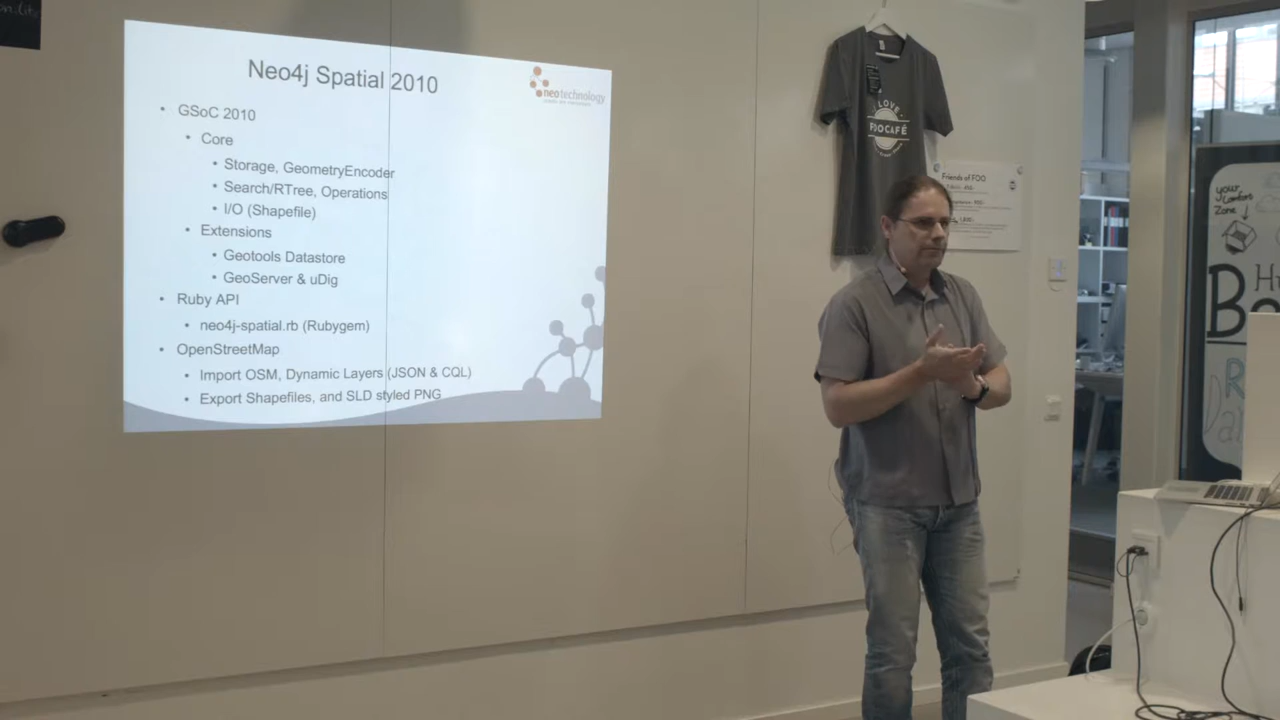 Neo4j Spatial 2010
neotechnology
• GSoC 2010
• Core
• Storage, GeometryEncoder
• Search/RTree, Operations
• I/O (Shapefile)
• Extensions
• Geotools Datastore
• GeoServer & uDig
• Ruby API
• neo4j-spatial.rb (Rubygem)
• OpenStreetMap
• Import OSM, Dynamic Layers (JSON & CQL)
• Export Shapefiles, and SLD styled PNG
I LOVE
FOO CAFÉ
Friends of FOO
your
Comfort
Zone